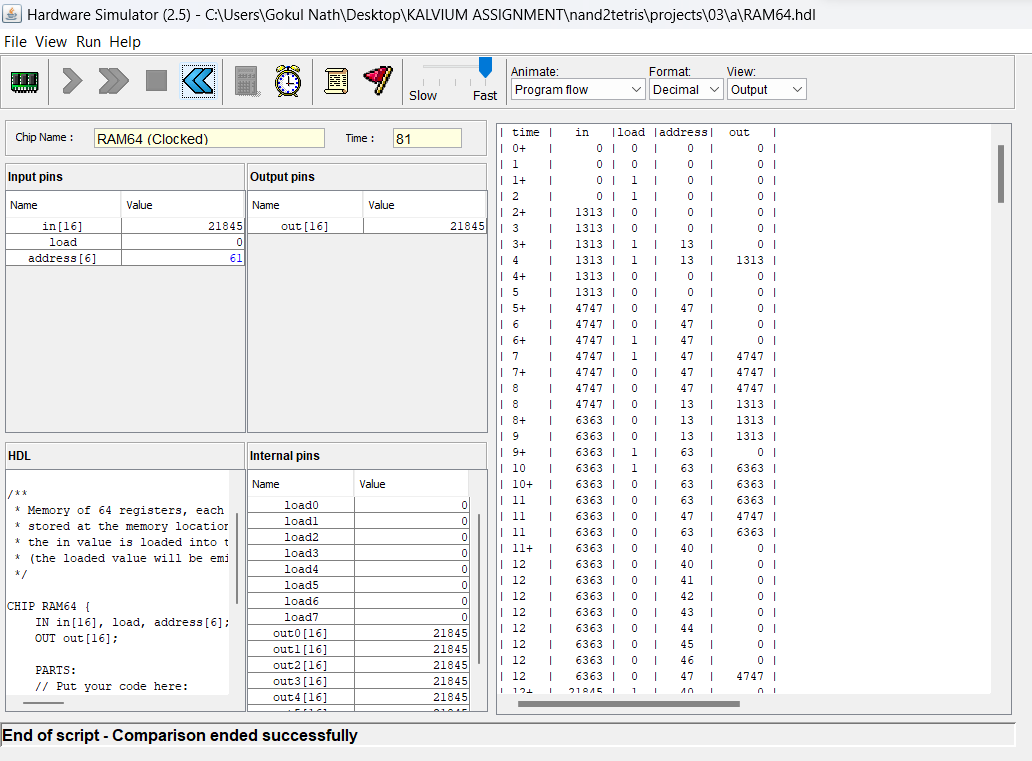 Hardware Simulator (2.5) - C:\Users\Gokul Nath\Desktop\KALVIUM ASSIGNMENT\nand2tetris\projects\03\a\RAM64.hdl
File View Run Help
Slow Fast
Animate: Format: View:
Program flow Decimal Output
Chip Name : RAM64 (Clocked) Time : 81
Input pins
Name Value
in[16] 21845
load 0
address[6] 61
Output pins
Name Value
out[16] 21845
HDL
/**
* Memory of 64 registers, each
* stored at the memory location
* the in value is loaded into t
* (the loaded value will be emi
*/
CHIP RAM64 {
IN in[16], load, address[6];
OUT out[16];
PARTS:
// Put your code here:
Internal pins
Name Value
load0 0
load1 0
load2 0
load3 0
load4 0
load5 0
load6 0
load7 0
out0[16] 21845
out1[16] 21845
out2[16] 21845
out3[16] 21845
out4[16] 21845
| time | in |load |address| out |
| 0+ | 0 | 0 | 0 | 0 |
| 1 | 0 | 0 | 0 | 0 |
| 1+ | 0 | 1 | 0 | 0 |
| 2 | 0 | 1 | 0 | 0 |
| 2+ | 1313 | 0 | 0 | 0 |
| 3 | 1313 | 0 | 0 | 0 |
| 3+ | 1313 | 1 | 13 | 0 |
| 4 | 1313 | 1 | 13 | 1313 |
| 4+ | 1313 | 0 | 0 | 0 |
| 5 | 1313 | 0 | 0 | 0 |
| 5+ | 4747 | 0 | 47 | 0 |
| 6 | 4747 | 0 | 47 | 0 |
| 6+ | 4747 | 1 | 47 | 0 |
| 7 | 4747 | 1 | 47 | 4747 |
| 7+ | 4747 | 0 | 47 | 4747 |
| 8 | 4747 | 0 | 47 | 4747 |
| 8 | 4747 | 0 | 13 | 1313 |
| 8+ | 6363 | 0 | 13 | 1313 |
| 9 | 6363 | 0 | 13 | 1313 |
| 9+ | 6363 | 1 | 63 | 0 |
| 10 | 6363 | 1 | 63 | 6363 |
| 10+ | 6363 | 0 | 63 | 6363 |
| 11 | 6363 | 0 | 63 | 6363 |
| 11 | 6363 | 0 | 47 | 4747 |
| 11 | 6363 | 0 | 63 | 6363 |
| 11+ | 6363 | 0 | 40 | 0 |
| 12 | 6363 | 0 | 40 | 0 |
| 12 | 6363 | 0 | 41 | 0 |
| 12 | 6363 | 0 | 42 | 0 |
| 12 | 6363 | 0 | 43 | 0 |
| 12 | 6363 | 0 | 44 | 0 |
| 12 | 6363 | 0 | 45 | 0 |
| 12 | 6363 | 0 | 46 | 0 |
| 12 | 6363 | 0 | 47 | 4747 |
| 12+ | 21845 | 1 | 40 | 0 |
End of script - Comparison ended successfully